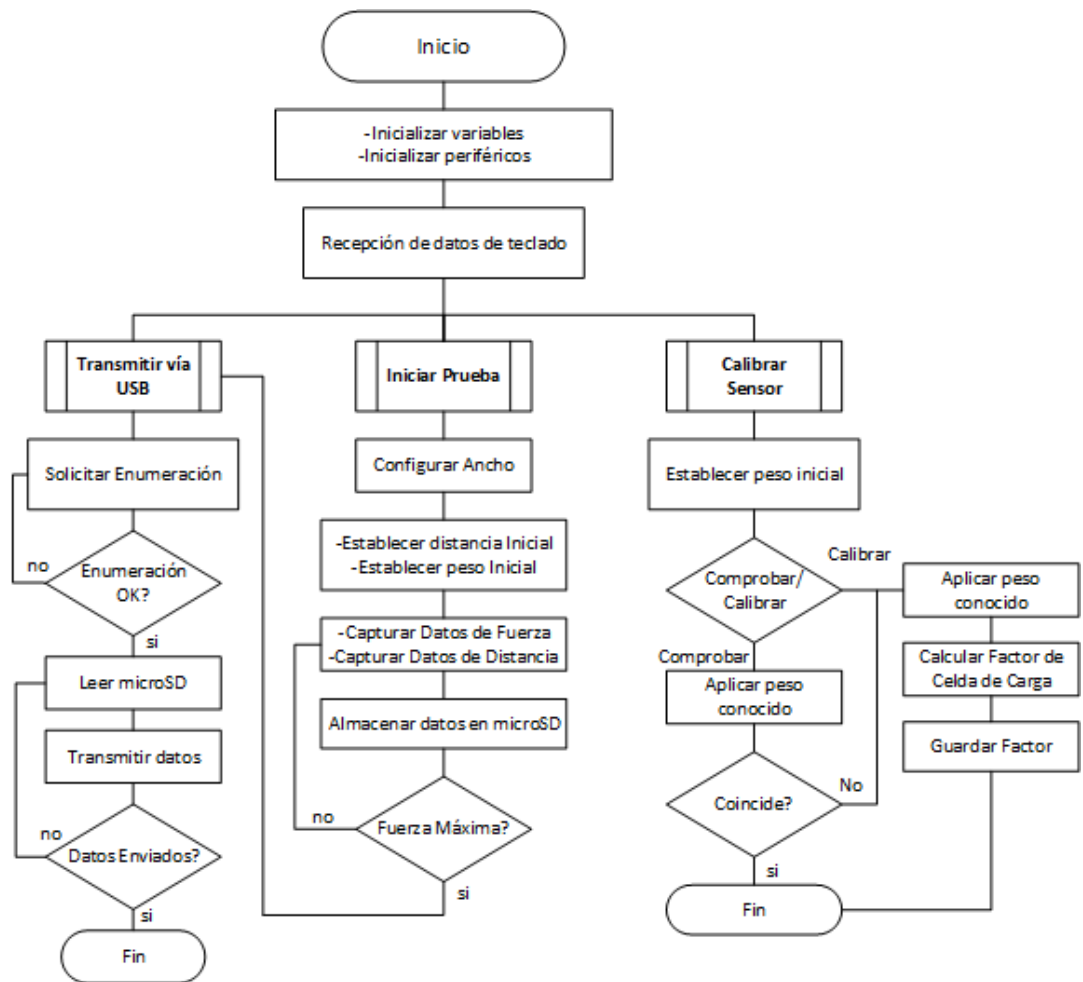 Inicio
-Inicializar variables
-Inicializar periféricos
Recepción de datos de teclado
Transmitir vía
USB
Solicitar Enumeración
no
Enumeración
OK?
si
Leer microSD
Transmitir datos
no
Datos Enviados?
si
Fin
Iniciar Prueba
Configurar Ancho
-Establecer distancia Inicial
-Establecer peso Inicial
-Capturar Datos de Fuerza
-Capturar Datos de Distancia
Almacenar datos en microSD
no
Fuerza Máxima?
si
Calibrar
Sensor
Establecer peso inicial
Calibrar
Comprobar/
Calibrar
Comprobar
Aplicar peso
conocido
Coincide?
No
si
Fin
Aplicar peso
conocido
Calcular Factor de
Celda de Carga
Guardar Factor